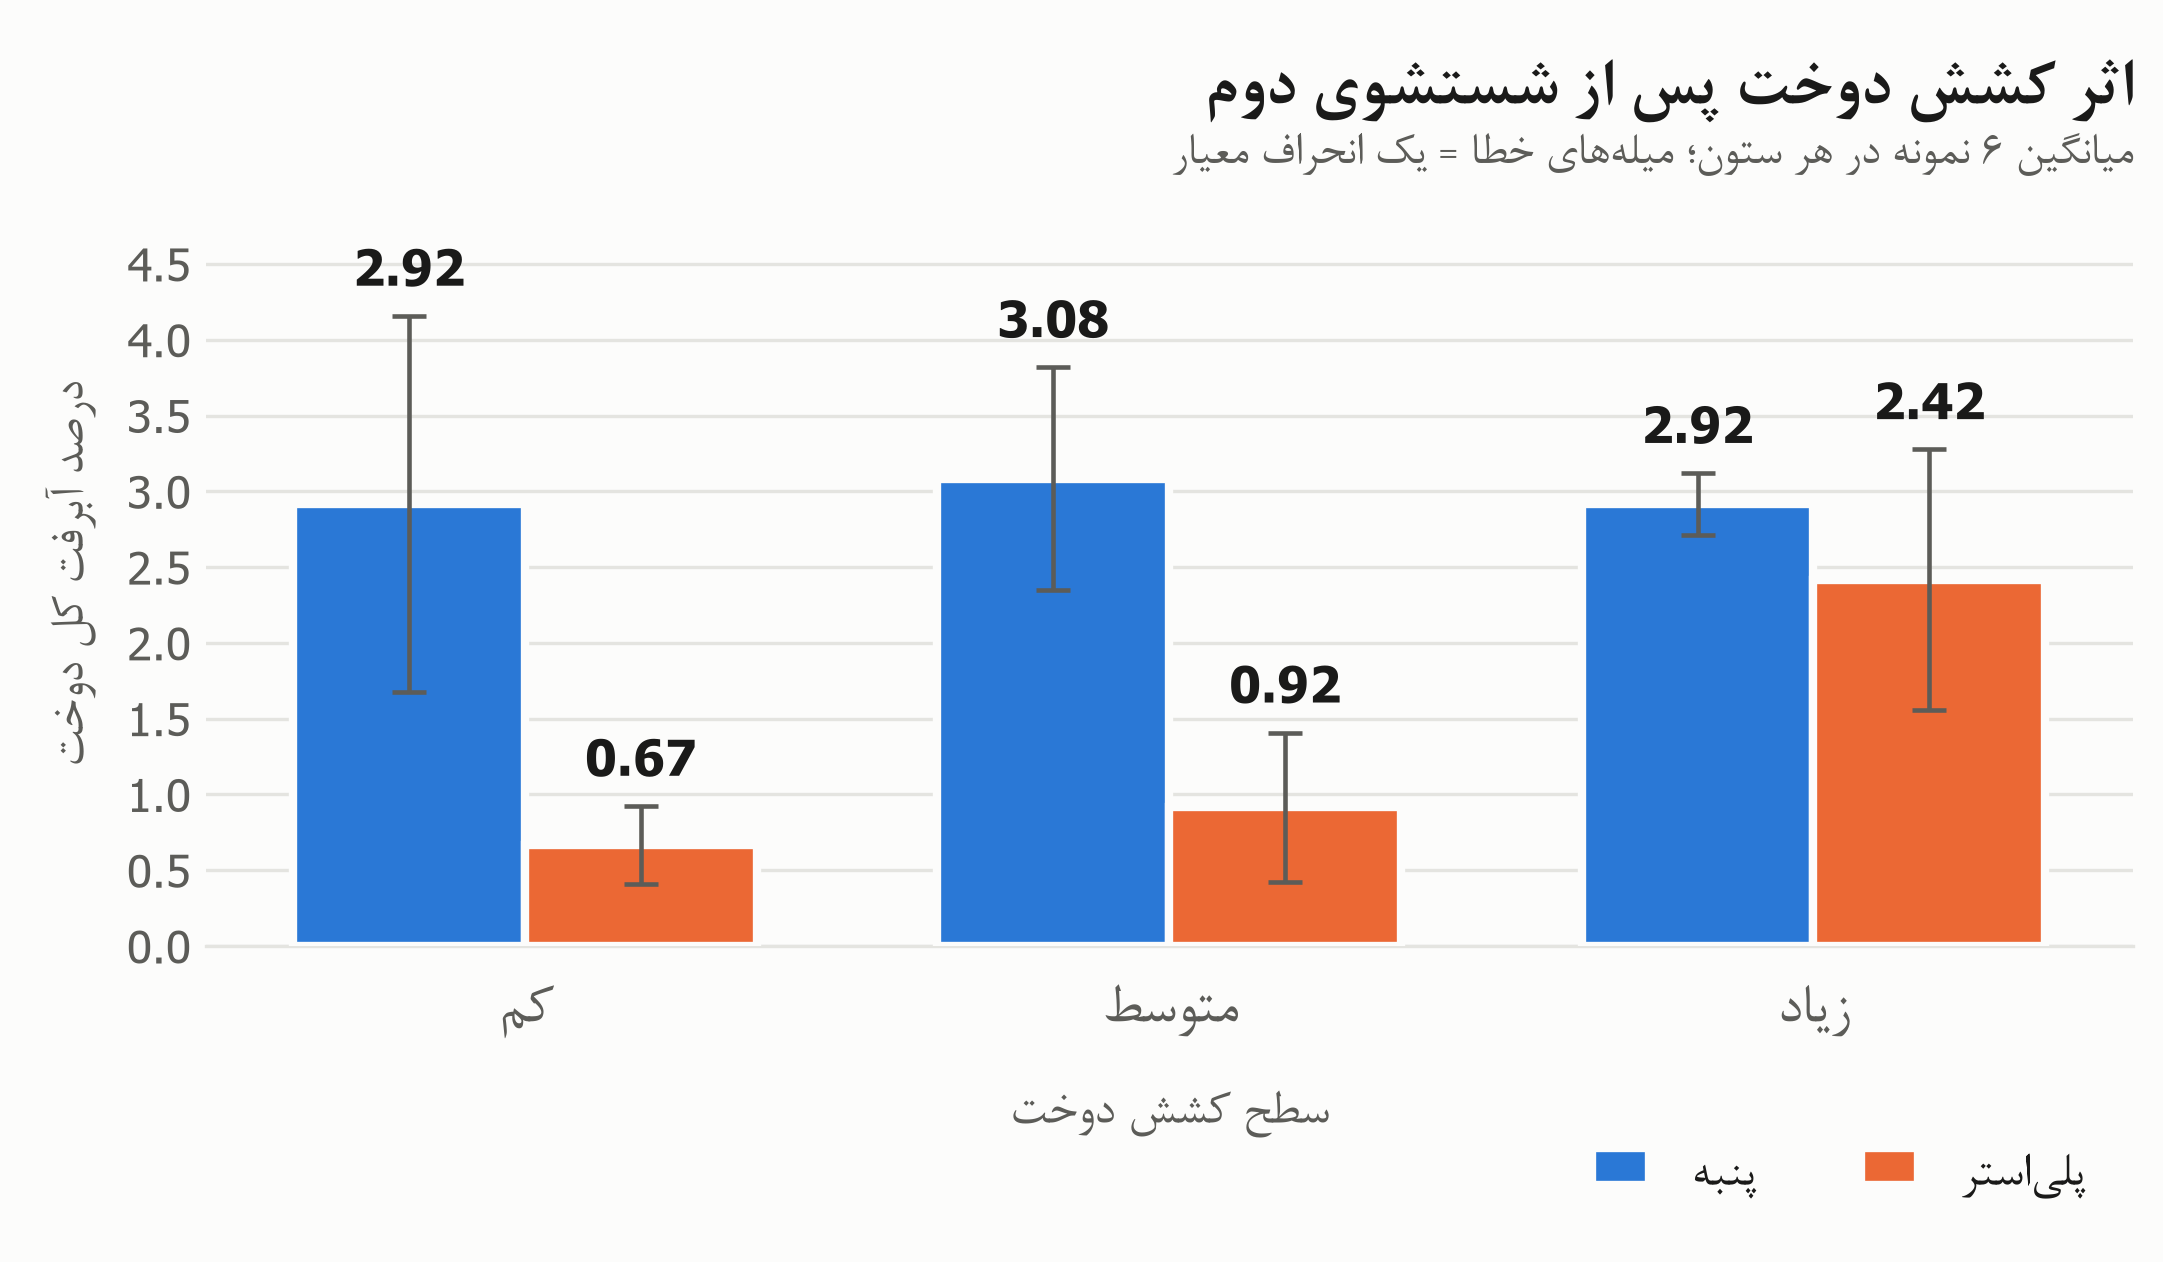 اثر کشش دوخت پس از شستشوی دوم
میانگین ۶ نمونه در هر ستون؛ میله‌های خطا = یک انحراف معیار
درصد آبرفت کل دوخت
4.5
4.0
3.5
3.0
2.5
2.0
1.5
1.0
0.5
0.0
2.92
0.67
3.08
0.92
2.92
2.42
کم
متوسط
زیاد
سطح کشش دوخت
پنبه
پلی‌استر